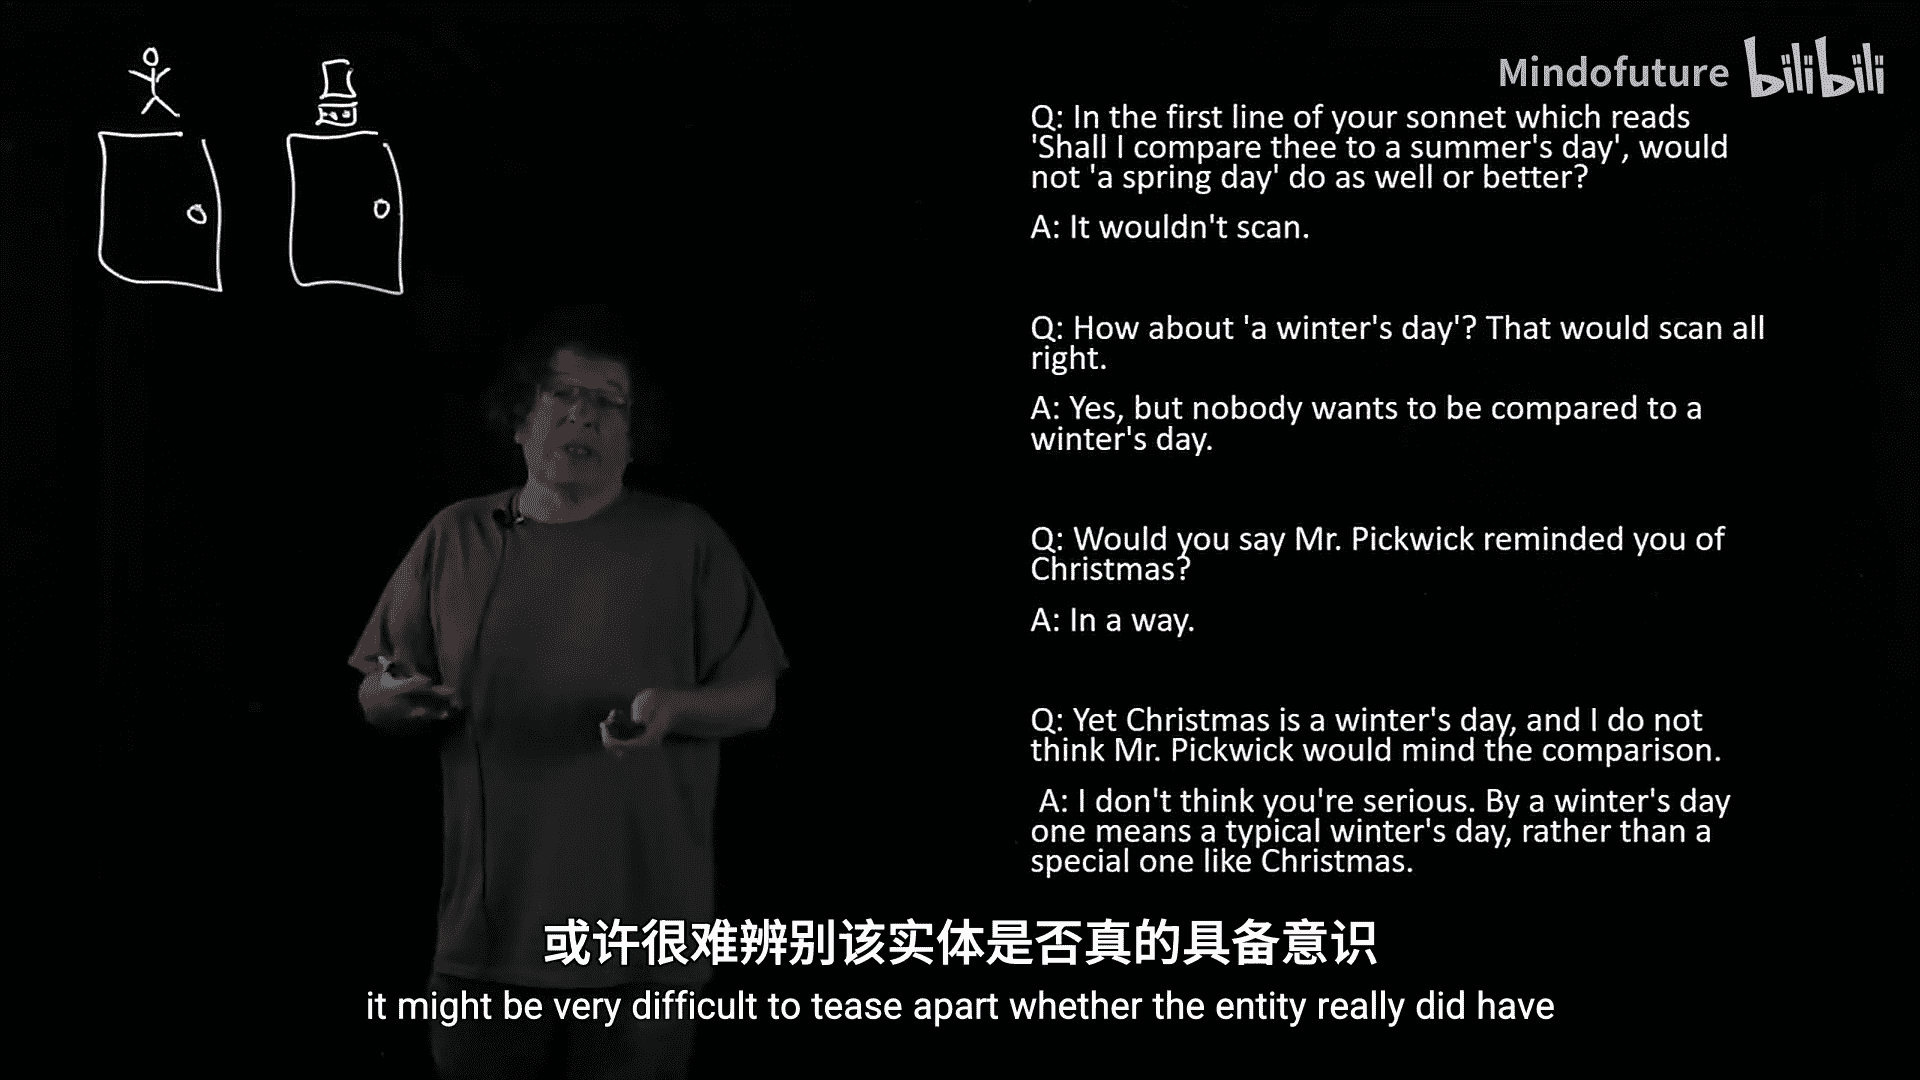 Mindofuture bilibili
Q: In the first line of your sonnet which reads
'Shall I compare thee to a summer's day', would
not 'a spring day' do as well or better?
A: It wouldn't scan.
Q: How about 'a winter's day'? That would scan all
right.
A: Yes, but nobody wants to be compared to a
winter's day.
Q: Would you say Mr. Pickwick reminded you of
Christmas?
A: In a way.
Q: Yet Christmas is a winter's day, and I do not
think Mr. Pickwick would mind the comparison.
A: I don't think you're serious. By a winter's day
one means a typical winter's day, rather than a
special one like Christmas.
或许很难辨别该实体是否真的具备意识
it might be very difficult to tease apart whether the entity really did have